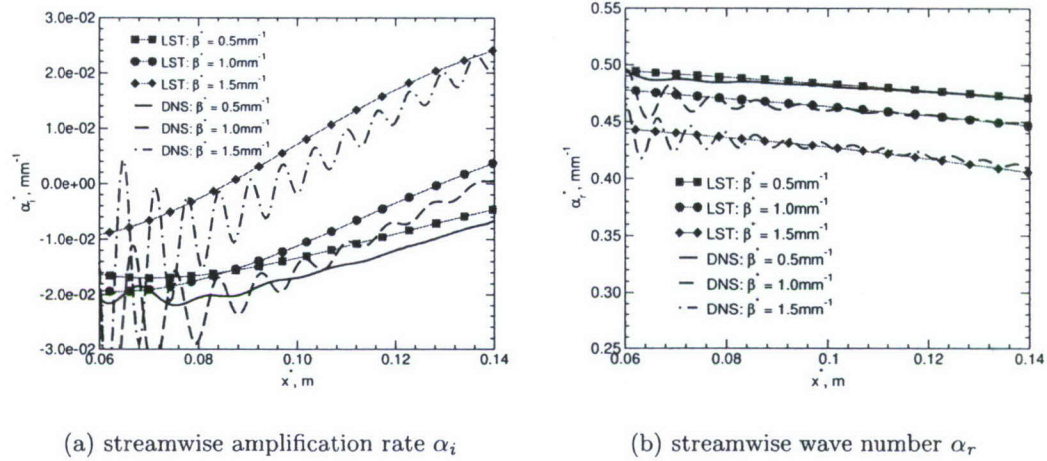 3.0e-02
2.0e-02
1.0e-02
0.0e+00
-1.0e-02
-2.0e-02
-3.0e-02
α*i, mm-1
LST: β* = 0.5mm-1
LST: β* = 1.0mm-1
LST: β* = 1.5mm-1
DNS: β* = 0.5mm-1
DNS: β* = 1.0mm-1
DNS: β* = 1.5mm-1
0.06 0.08 0.10 0.12 0.14
x*, m
(a) streamwise amplification rate αi
0.55
0.50
0.45
0.40
0.35
0.30
0.25
α*r, mm-1
LST: β* = 0.5mm-1
LST: β* = 1.0mm-1
LST: β* = 1.5mm-1
DNS: β* = 0.5mm-1
DNS: β* = 1.0mm-1
DNS: β* = 1.5mm-1
0.06 0.08 0.1 0.12 0.14
x*, m
(b) streamwise wave number αr